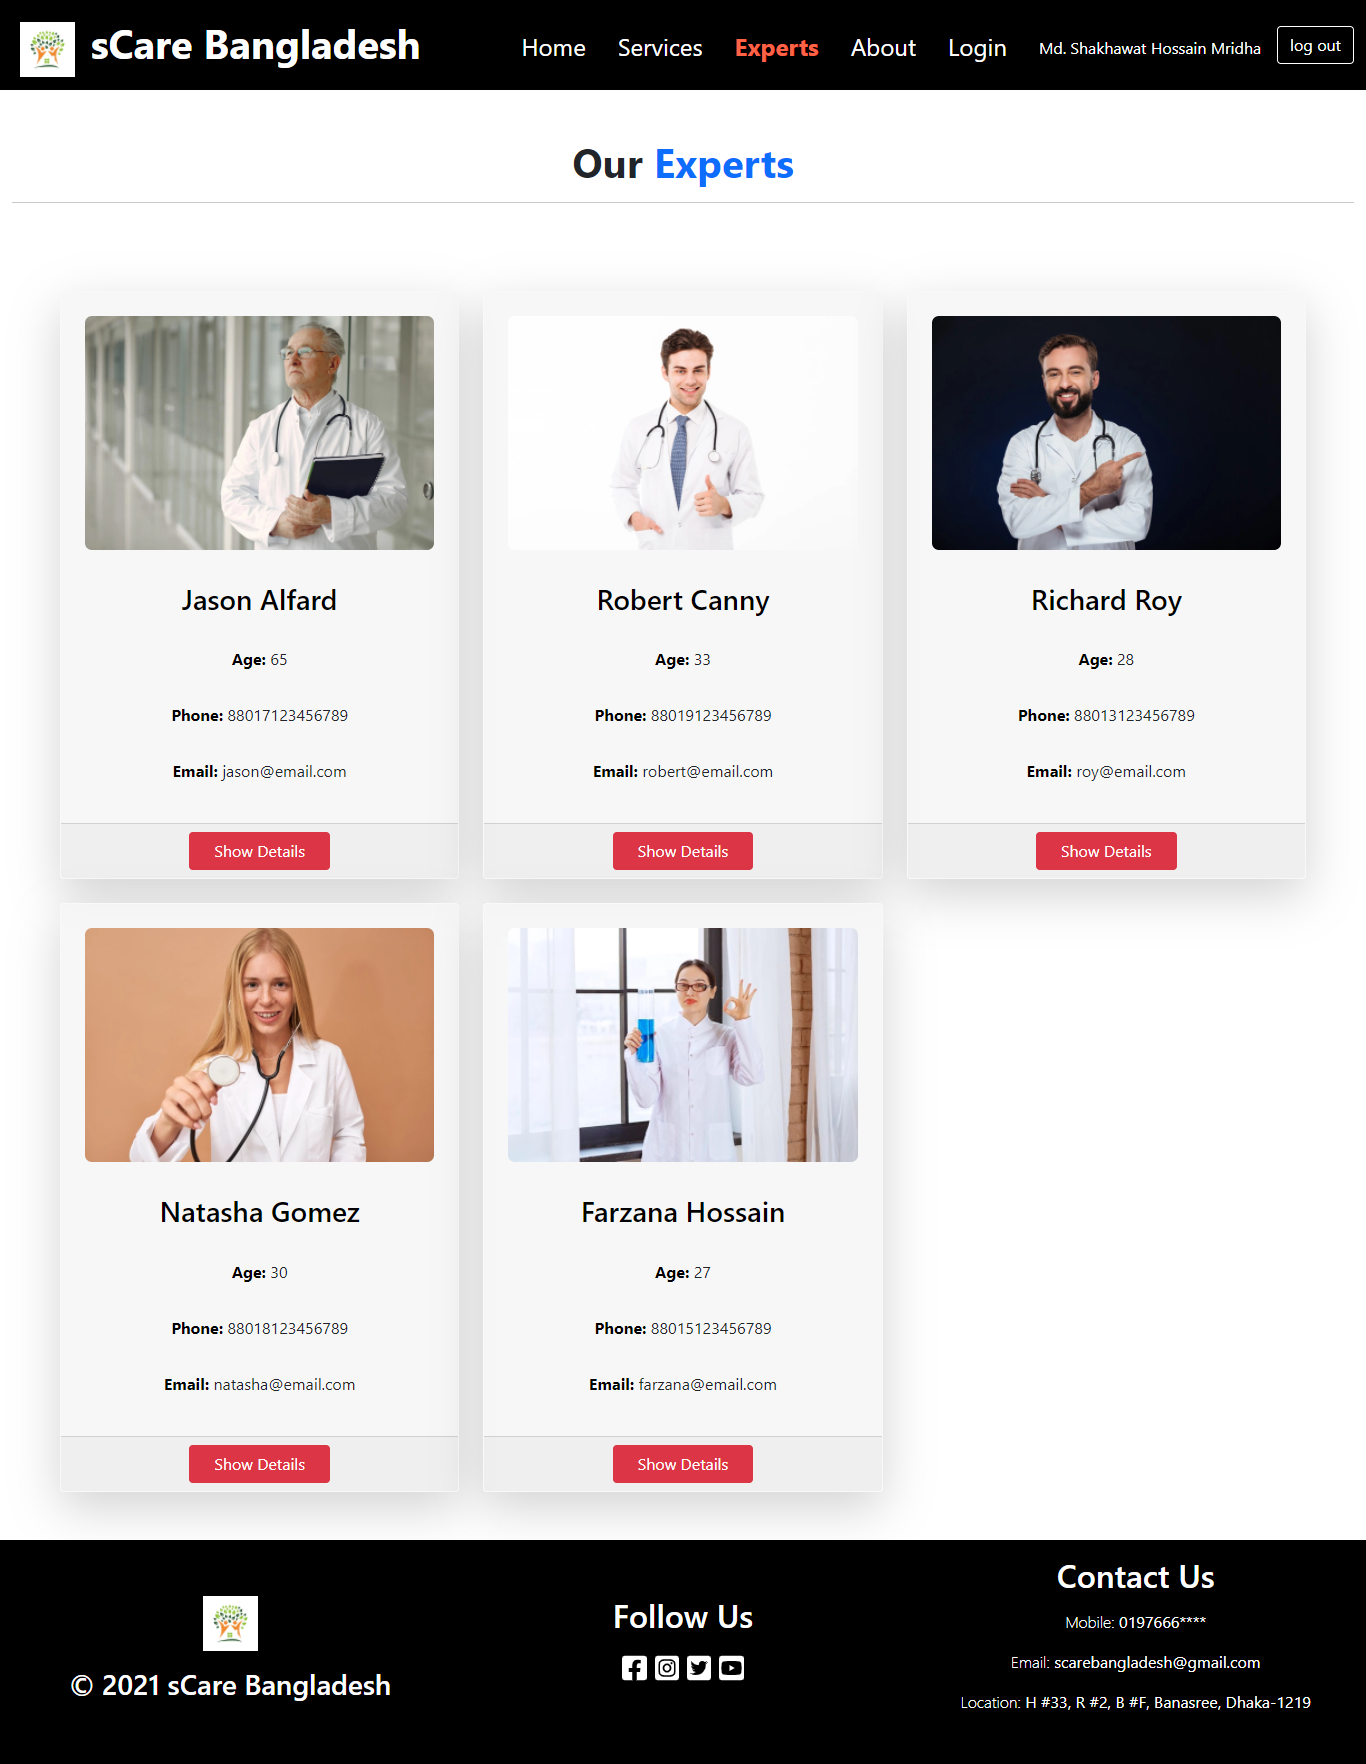 sCare Bangladesh
Home Services Experts About Login Md. Shakhawat Hossain Mridha log out
Our Experts
Jason Alfard
Age: 65
Phone: 88017123456789
Email: jason@email.com
Show Details
Robert Canny
Age: 33
Phone: 88019123456789
Email: robert@email.com
Show Details
Richard Roy
Age: 28
Phone: 88013123456789
Email: roy@email.com
Show Details
Natasha Gomez
Age: 30
Phone: 88018123456789
Email: natasha@email.com
Show Details
Farzana Hossain
Age: 27
Phone: 88015123456789
Email: farzana@email.com
Show Details
© 2021 sCare Bangladesh
Follow Us
Contact Us
Mobile: 0197666****
Email: scarebangladesh@gmail.com
Location: H #33, R #2, B #F, Banasree, Dhaka-1219